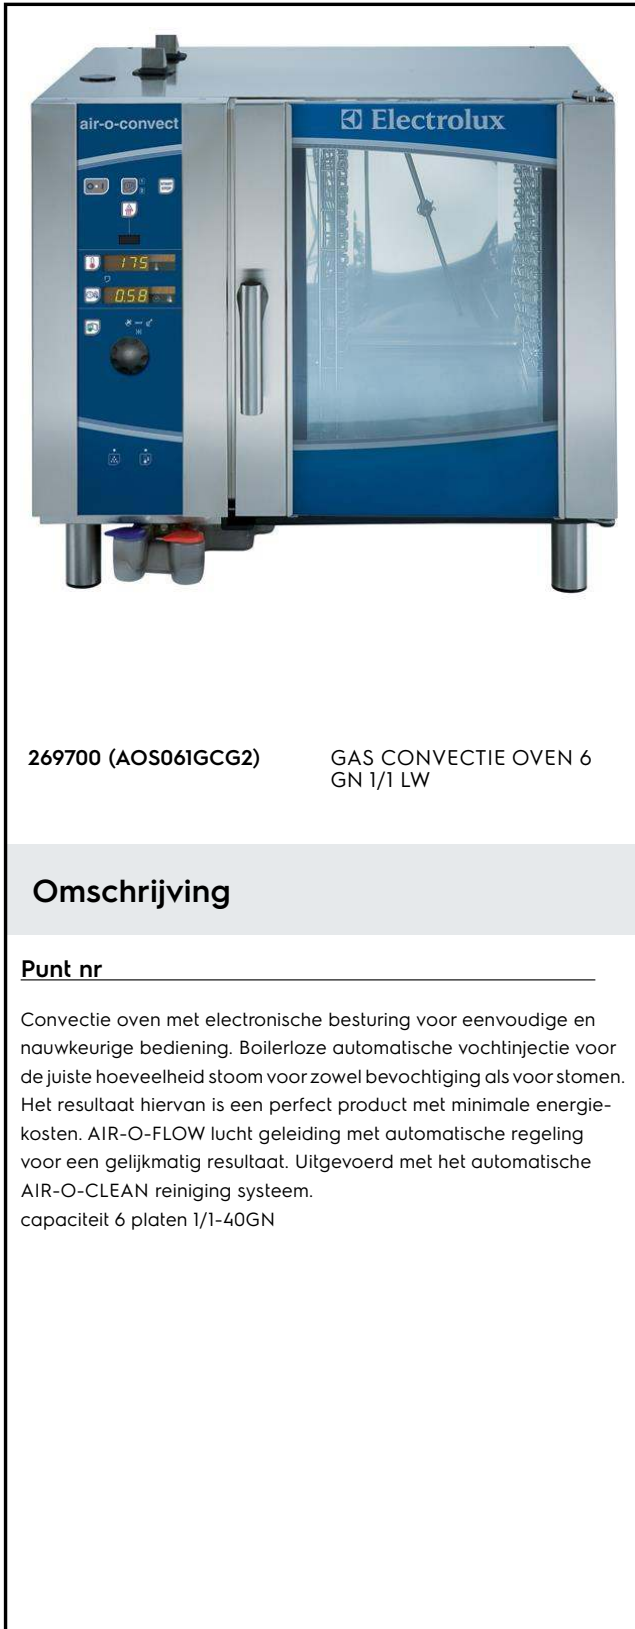 air-o-convect
Electrolux
175
0.58
269700 (AOS061GCG2)
GAS CONVECTIE OVEN 6
GN 1/1 LW
Omschrijving
Punt nr
Convectie oven met electronische besturing voor eenvoudige en
nauwkeurige bediening. Boilerloze automatische vochtinjectie voor
de juiste hoeveelheid stoom voor zowel bevochtiging als voor stomen.
Het resultaat hiervan is een perfect product met minimale energie-
kosten. AIR-O-FLOW lucht geleiding met automatische regeling
voor een gelijkmatig resultaat. Uitgevoerd met het automatische
AIR-O-CLEAN reiniging systeem.
capaciteit 6 platen 1/1-40GN